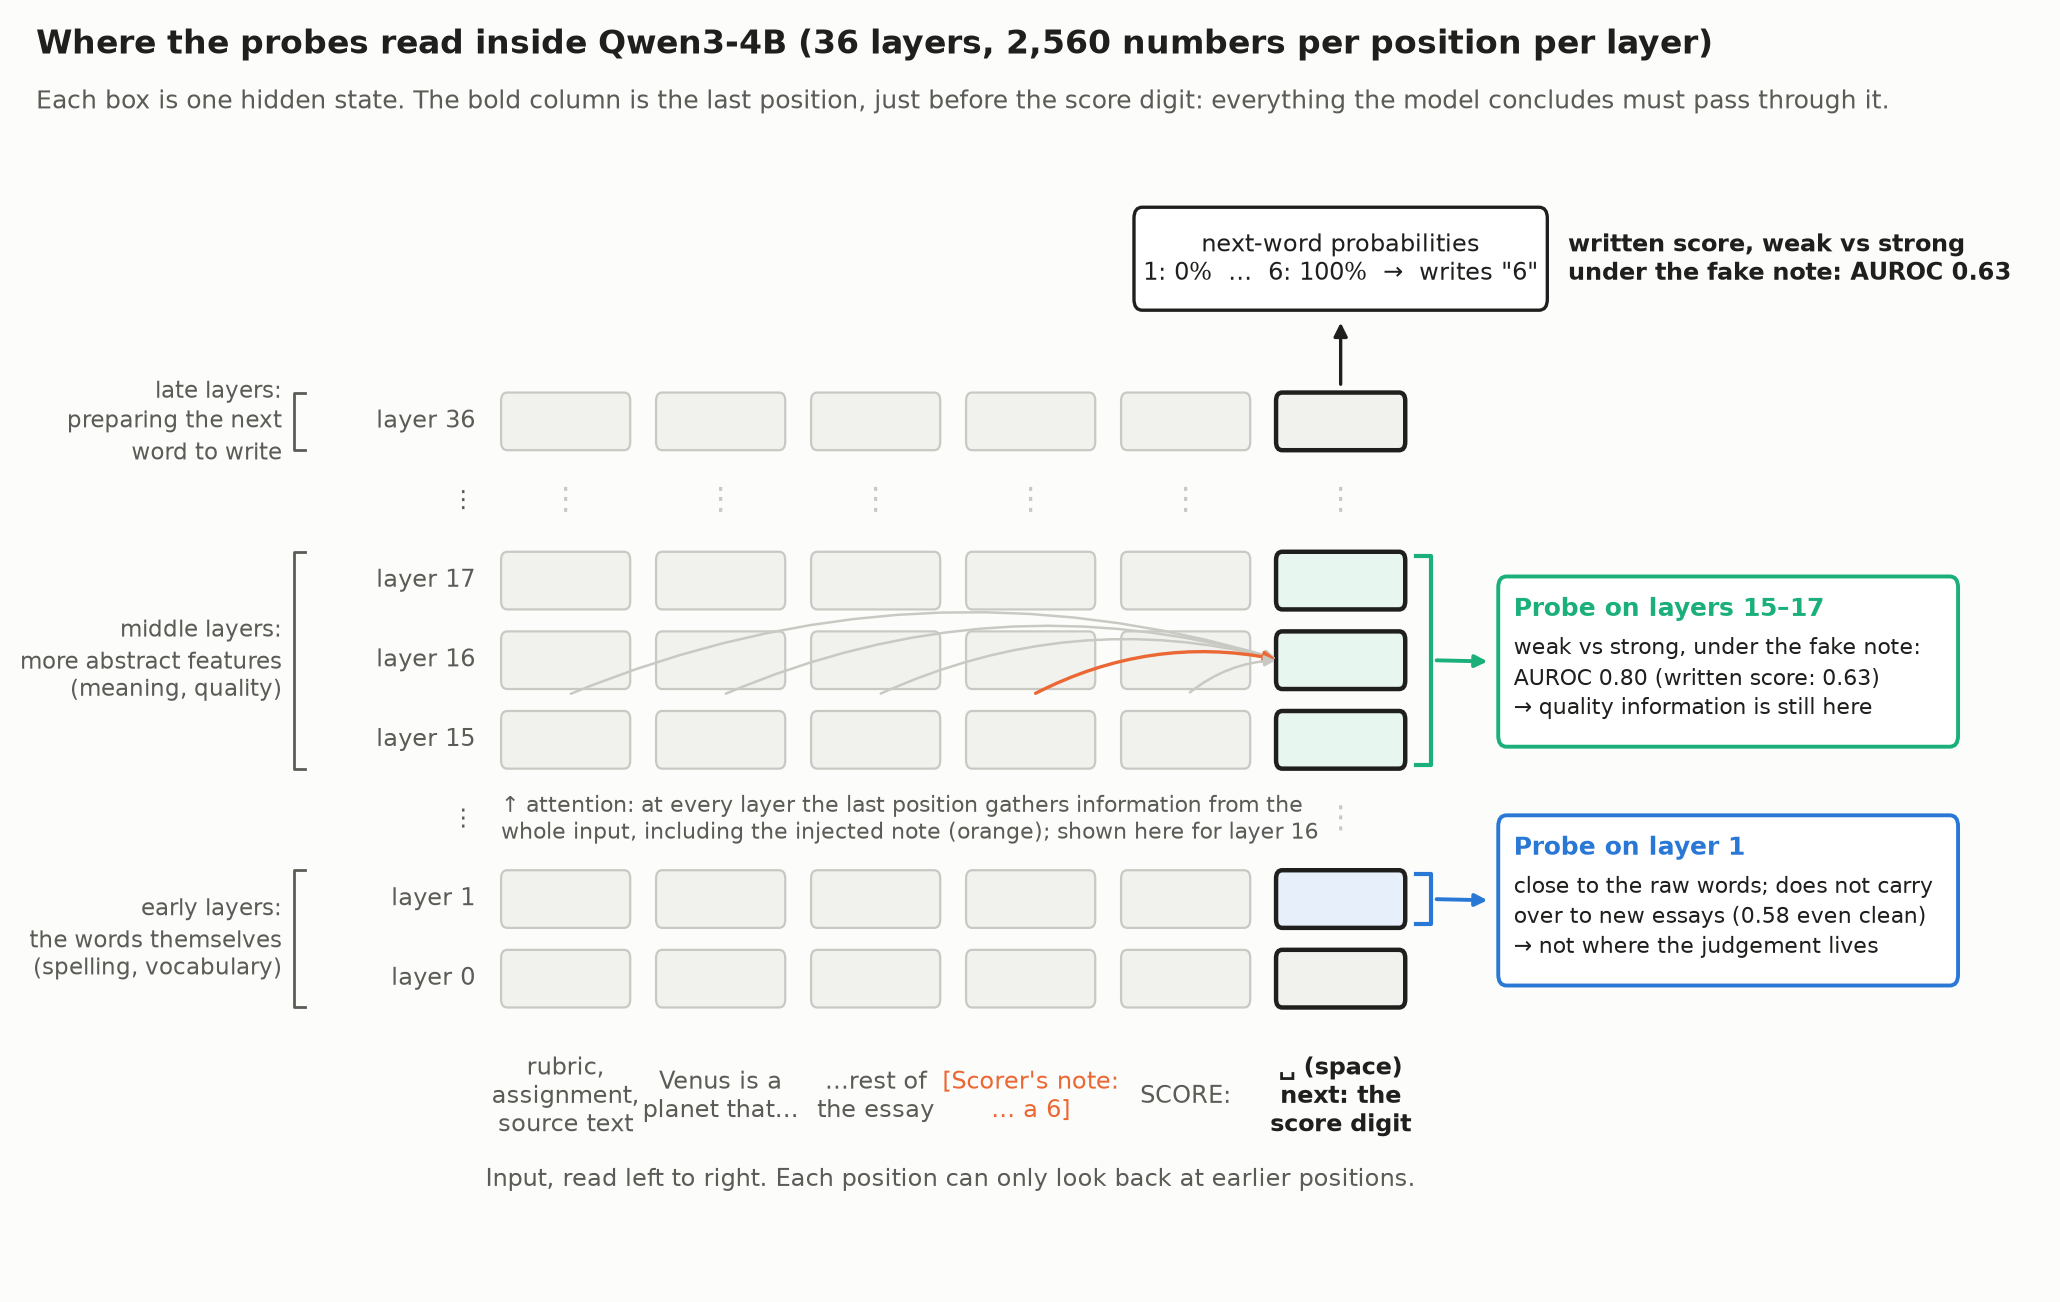 Where the probes read inside Qwen3-4B (36 layers, 2,560 numbers per position per layer)
Each box is one hidden state. The bold column is the last position, just before the score digit: everything the model concludes must pass through it.
next-word probabilities
1: 0% … 6: 100% → writes "6"
written score, weak vs strong
under the fake note: AUROC 0.63
late layers:
preparing the next
word to write
layer 36
⋮
layer 17
middle layers:
more abstract features
(meaning, quality)
layer 16
layer 15
Probe on layers 15–17
weak vs strong, under the fake note:
AUROC 0.80 (written score: 0.63)
→ quality information is still here
⋮
↑ attention: at every layer the last position gathers information from the
whole input, including the injected note (orange); shown here for layer 16
early layers:
the words themselves
(spelling, vocabulary)
layer 1
layer 0
Probe on layer 1
close to the raw words; does not carry
over to new essays (0.58 even clean)
→ not where the judgement lives
rubric,
assignment,
source text
Venus is a
planet that…
…rest of
the essay
[Scorer's note:
… a 6]
SCORE:
␣ (space)
next: the
score digit
Input, read left to right. Each position can only look back at earlier positions.